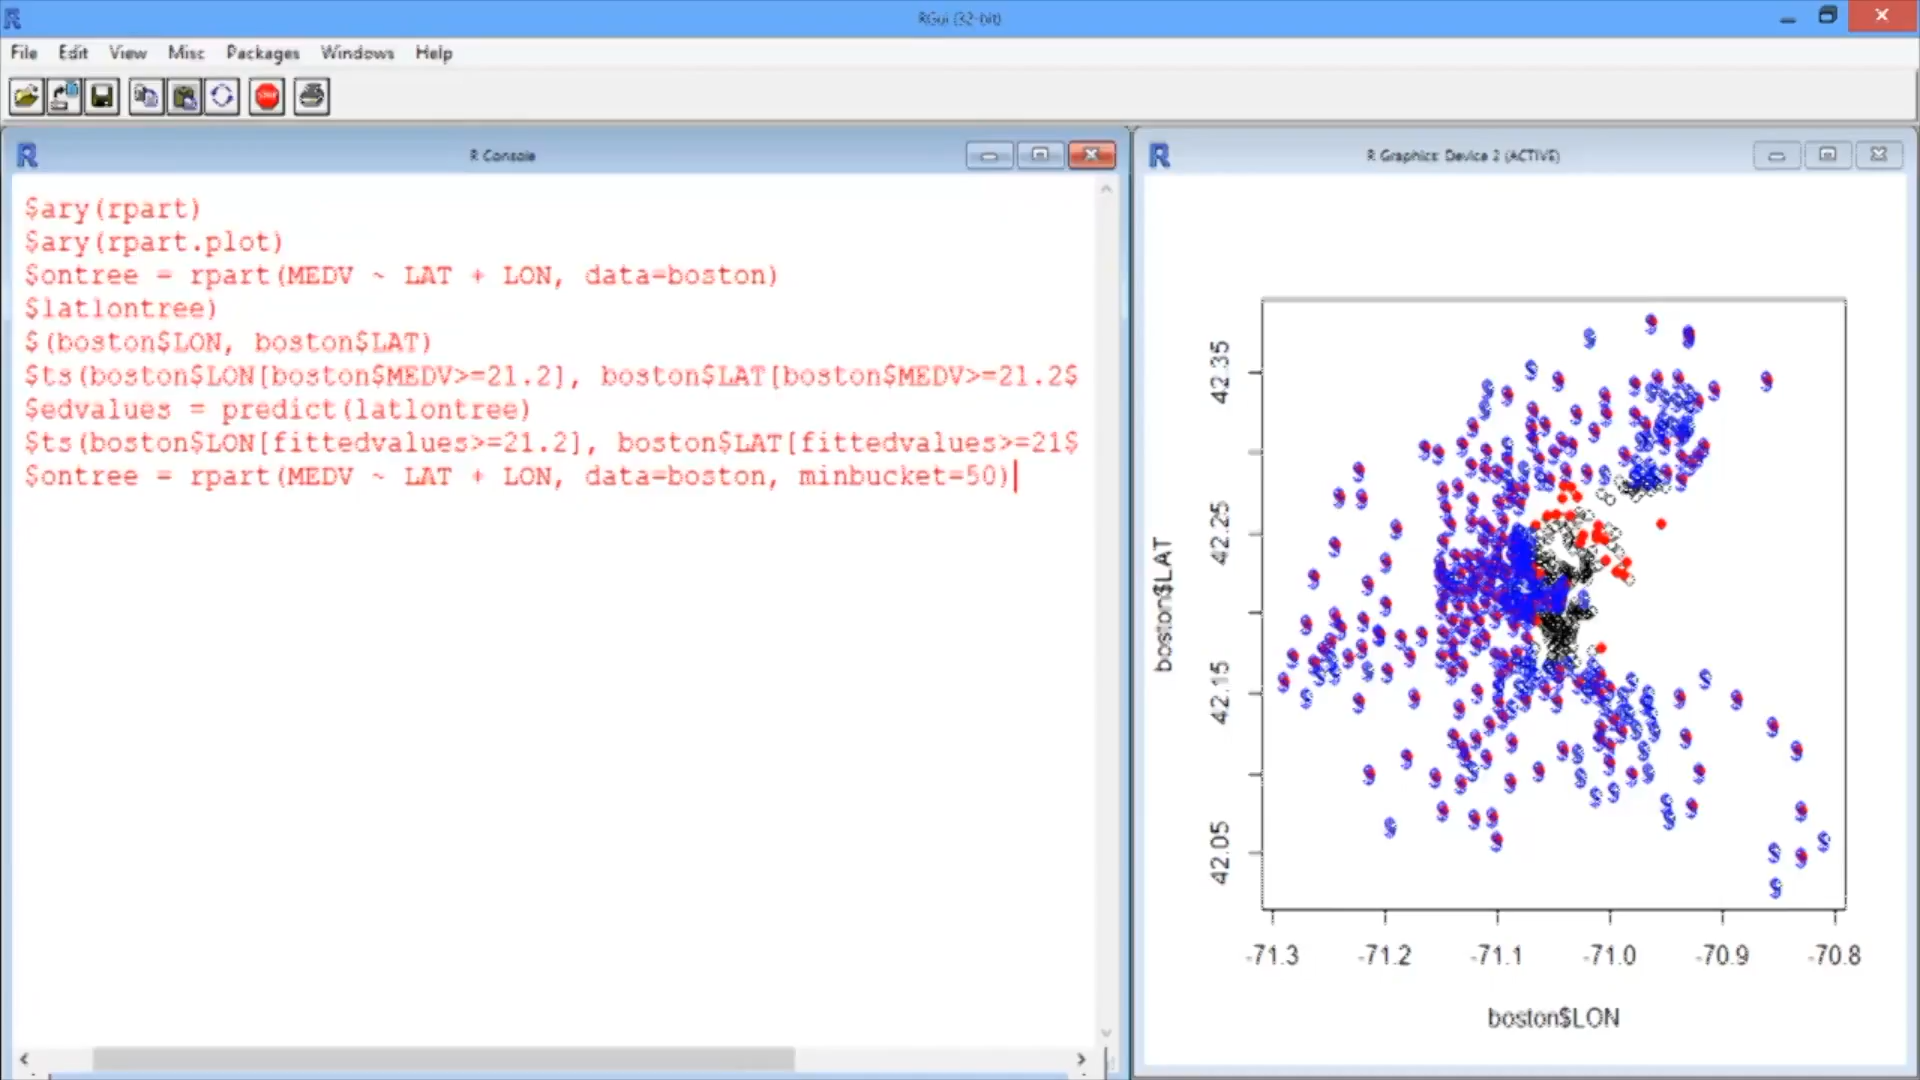 RGui (32-bit)
File Edit View Misc Packages Windows Help
STOP
R Console
$ary(rpart)
$ary(rpart.plot)
$ontree = rpart(MEDV ~ LAT + LON, data=boston)
$latlontree)
$(boston$LON, boston$LAT)
$ts(boston$LON[boston$MEDV>=21.2], boston$LAT[boston$MEDV>=21.2$
$edvalues = predict(latlontree)
$ts(boston$LON[fittedvalues>=21.2], boston$LAT[fittedvalues>=21$
$ontree = rpart(MEDV ~ LAT + LON, data=boston, minbucket=50)
R Graphics: Device 2 (ACTIVE)
42.35
42.25
42.15
42.05
boston$LAT
-71.3 -71.2 -71.1 -71.0 -70.9 -70.8
boston$LON